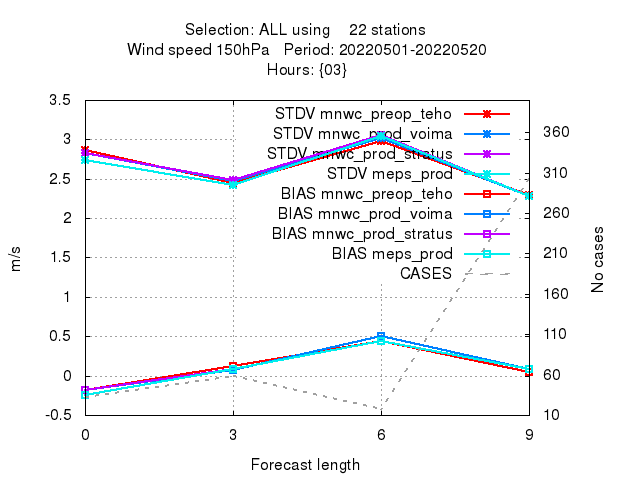 Selection: ALL using    22 stations
Wind speed 150hPa   Period: 20220501-20220520
Hours: {03}
3.5
3
2.5
2
1.5
1
0.5
0
-0.5
m/s
STDV mnwc_preop_teho
STDV mnwc_prod_voima
STDV mnwc_prod_stratus
STDV meps_prod
BIAS mnwc_preop_teho
BIAS mnwc_prod_voima
BIAS mnwc_prod_stratus
BIAS meps_prod
CASES
360
310
260
210
160
110
60
10
No cases
0
3
6
9
Forecast length